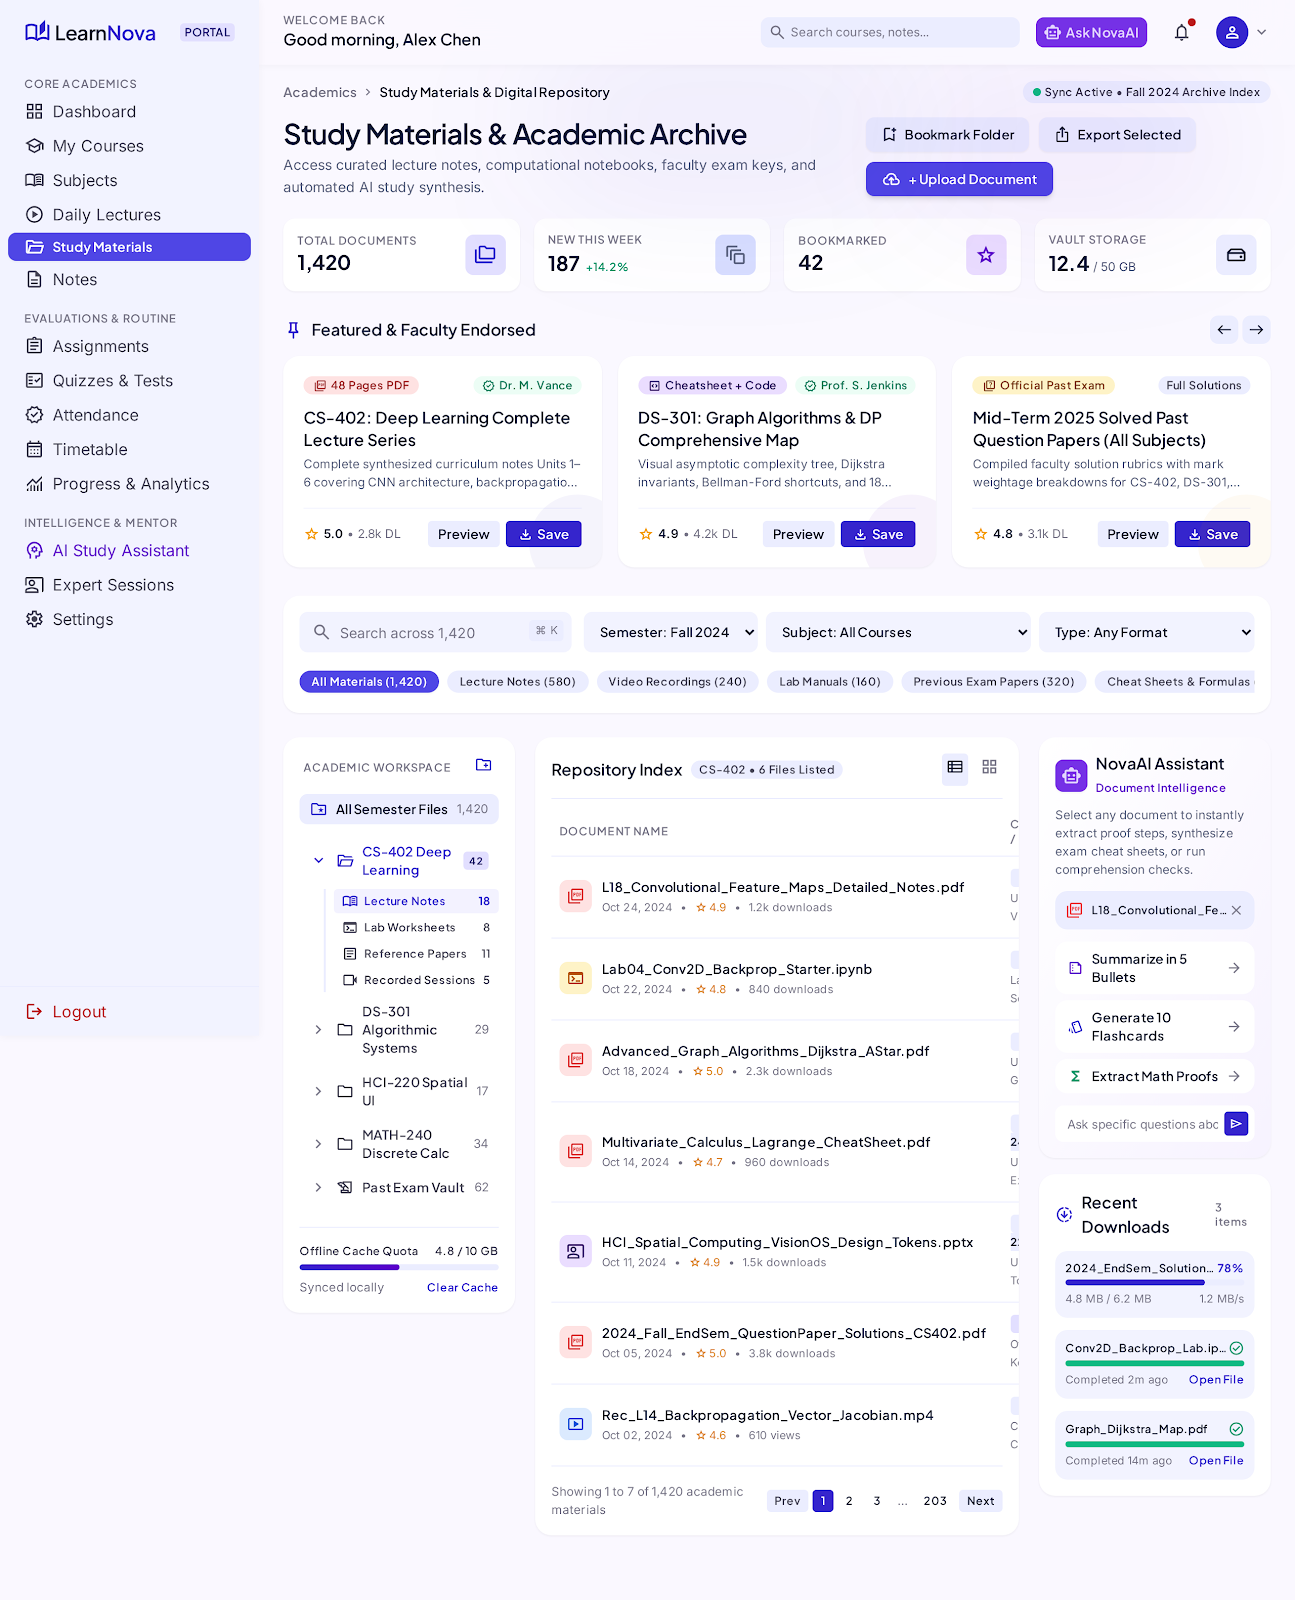 LearnNova
PORTAL
CORE ACADEMICS
Dashboard
My Courses
Subjects
Daily Lectures
Study Materials
Notes
EVALUATIONS & ROUTINE
Assignments
Quizzes & Tests
Attendance
Timetable
Progress & Analytics
INTELLIGENCE & MENTOR
AI Study Assistant
Expert Sessions
Settings
Logout
WELCOME BACK
Good morning, Alex Chen
Search courses, notes...
Ask NovaAI
Academics > Study Materials & Digital Repository
Sync Active • Fall 2024 Archive Index
Study Materials & Academic Archive
Access curated lecture notes, computational notebooks, faculty exam keys, and
automated AI study synthesis.
Bookmark Folder
Export Selected
+ Upload Document
TOTAL DOCUMENTS
1,420
NEW THIS WEEK
187 +14.2%
BOOKMARKED
42
VAULT STORAGE
12.4 / 50 GB
Featured & Faculty Endorsed
48 Pages PDF
Dr. M. Vance
CS-402: Deep Learning Complete
Lecture Series
Complete synthesized curriculum notes Units 1–
6 covering CNN architecture, backpropagatio...
5.0 • 2.8k DL
Preview
Save
Cheatsheet + Code
Prof. S. Jenkins
DS-301: Graph Algorithms & DP
Comprehensive Map
Visual asymptotic complexity tree, Dijkstra
invariants, Bellman-Ford shortcuts, and 18...
4.9 • 4.2k DL
Preview
Save
Official Past Exam
Full Solutions
Mid-Term 2025 Solved Past
Question Papers (All Subjects)
Compiled faculty solution rubrics with mark
weightage breakdowns for CS-402, DS-301,...
4.8 • 3.1k DL
Preview
Save
Search across 1,420
⌘ K
Semester: Fall 2024
Subject: All Courses
Type: Any Format
All Materials (1,420)
Lecture Notes (580)
Video Recordings (240)
Lab Manuals (160)
Previous Exam Papers (320)
Cheat Sheets & Formulas
ACADEMIC WORKSPACE
All Semester Files 1,420
CS-402 Deep
Learning
42
Lecture Notes 18
Lab Worksheets 8
Reference Papers 11
Recorded Sessions 5
DS-301
Algorithmic
Systems
29
HCI-220 Spatial
UI
17
MATH-240
Discrete Calc
34
Past Exam Vault 62
Offline Cache Quota 4.8 / 10 GB
Synced locally
Clear Cache
Repository Index
CS-402 • 6 Files Listed
DOCUMENT NAME
C
/
L18_Convolutional_Feature_Maps_Detailed_Notes.pdf
Oct 24, 2024 • 4.9 • 1.2k downloads
U
V
Lab04_Conv2D_Backprop_Starter.ipynb
Oct 22, 2024 • 4.8 • 840 downloads
La
Se
Advanced_Graph_Algorithms_Dijkstra_AStar.pdf
Oct 18, 2024 • 5.0 • 2.3k downloads
U
G
Multivariate_Calculus_Lagrange_CheatSheet.pdf
Oct 14, 2024 • 4.7 • 960 downloads
24
U
E
HCI_Spatial_Computing_VisionOS_Design_Tokens.pptx
Oct 11, 2024 • 4.9 • 1.5k downloads
22
U
To
2024_Fall_EndSem_QuestionPaper_Solutions_CS402.pdf
Oct 05, 2024 • 5.0 • 3.8k downloads
O
Ke
Rec_L14_Backpropagation_Vector_Jacobian.mp4
Oct 02, 2024 • 4.6 • 610 views
C
C
Showing 1 to 7 of 1,420 academic
materials
Prev 1 2 3 ... 203 Next
NovaAI Assistant
Document Intelligence
Select any document to instantly
extract proof steps, synthesize
exam cheat sheets, or run
comprehension checks.
L18_Convolutional_Fe...
Summarize in 5
Bullets
Generate 10
Flashcards
Extract Math Proofs
Ask specific questions abo
Recent
Downloads
3
items
2024_EndSem_Solution... 78%
4.8 MB / 6.2 MB 1.2 MB/s
Conv2D_Backprop_Lab.ip...
Completed 2m ago Open File
Graph_Dijkstra_Map.pdf
Completed 14m ago Open File